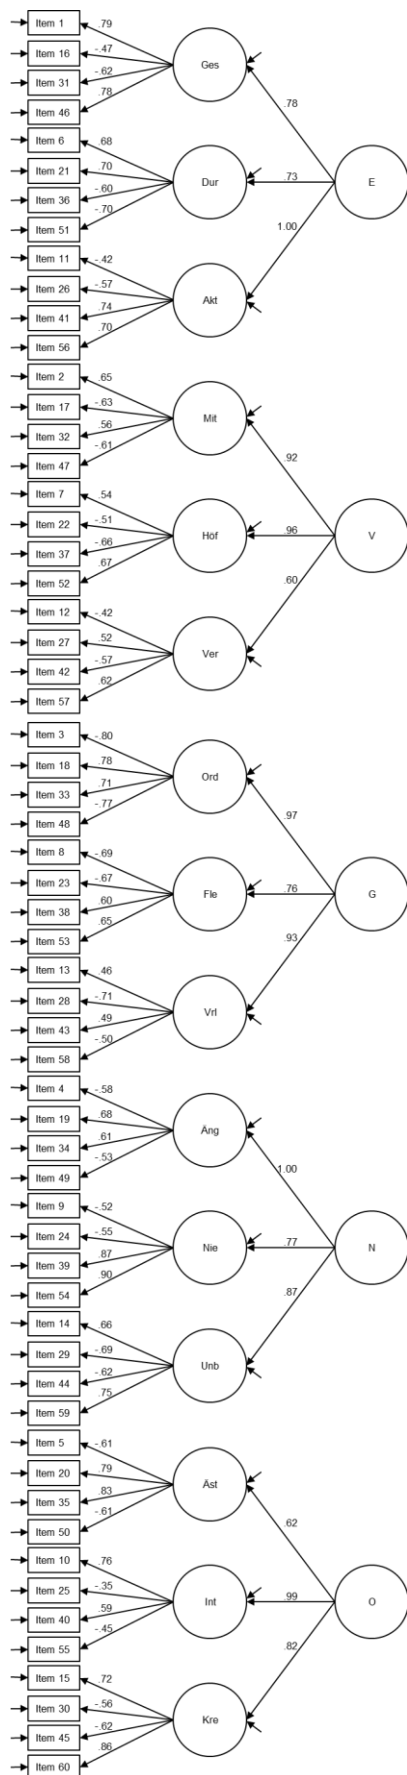 Item 1
.79
Item 16
-.47
Item 31
-.62
Item 46
.78
Ges
.78
Item 6
.68
Item 21
.70
Item 36
-.60
Item 51
-.70
Dur
.73
E
Item 11
-.42
Item 26
-.57
Item 41
.74
Item 56
.70
Akt
1.00
Item 2
.65
Item 17
-.63
Item 32
.56
Item 47
-.61
Mit
.92
Item 7
.54
Item 22
-.51
Item 37
-.66
Item 52
.67
Höf
.96
V
Item 12
-.42
Item 27
.52
Item 42
-.57
Item 57
.62
Ver
.60
Item 3
-.80
Item 18
.78
Item 33
.71
Item 48
-.77
Ord
.97
Item 8
-.69
Item 23
-.67
Item 38
.60
Item 53
.65
Fle
.76
G
Item 13
.46
Item 28
-.71
Item 43
.49
Item 58
-.50
Vrl
.93
Item 4
-.58
Item 19
.68
Item 34
.61
Item 49
-.53
Äng
1.00
Item 9
-.52
Item 24
-.55
Item 39
.87
Item 54
.90
Nie
.77
N
Item 14
.66
Item 29
-.69
Item 44
-.62
Item 59
.75
Unb
.87
Item 5
-.61
Item 20
.79
Item 35
.83
Item 50
-.61
Äst
.62
Item 10
.76
Item 25
-.35
Item 40
.59
Item 55
-.45
Int
.99
O
Item 15
.72
Item 30
-.56
Item 45
-.62
Item 60
.86
Kre
.82